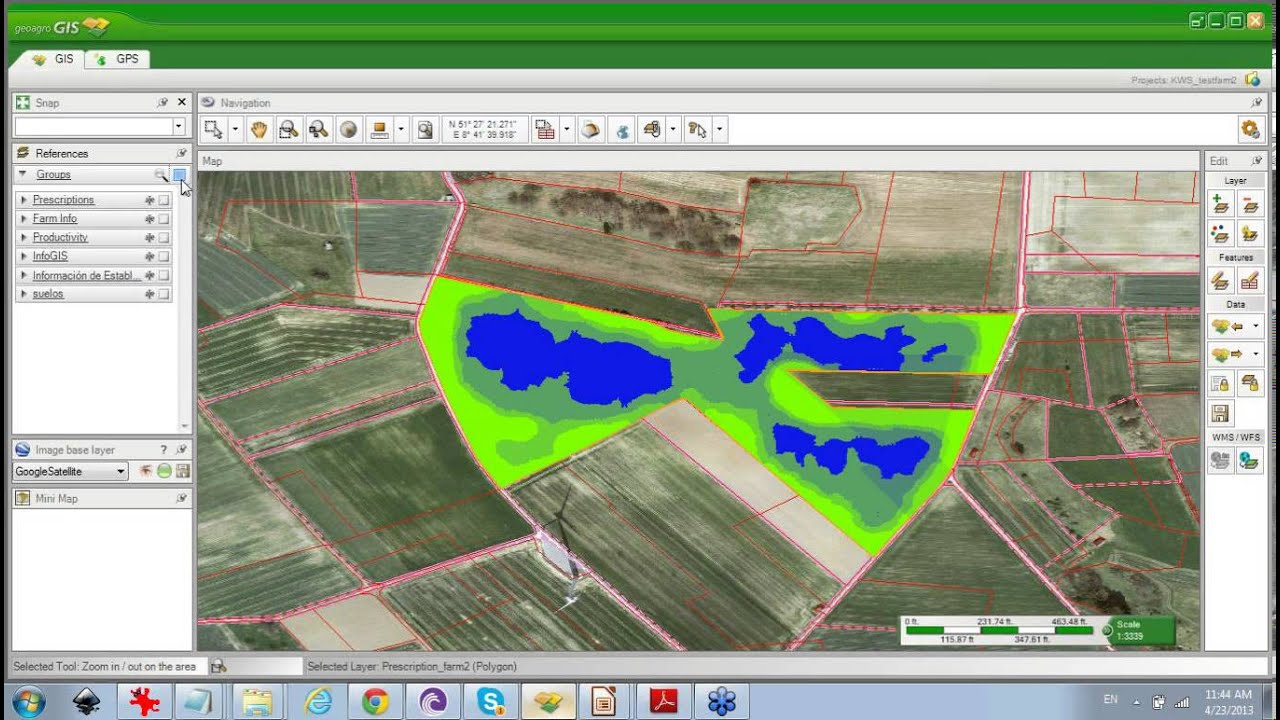 geoagro GIS
GIS
GPS
Projects: KWS_testfarm2
Snap
Navigation
N 51° 27' 21.271"
E 8° 41' 39.918"
References
Map
Edit
Groups
Layer
Prescriptions
Farm Info
Productivity
InfoGIS
Información de Establ...
suelos
Features
Data
Image base layer
?
GoogleSatellite
WMS / WFS
Mini Map
0 ft.
231.74 ft.
463.48 ft.
115.87 ft
347.61 ft.
Scale
1:3339
Selected Tool: Zoom in / out on the area
Selected Layer: Prescription_farm2 (Polygon)
EN
11:44 AM
4/23/2013